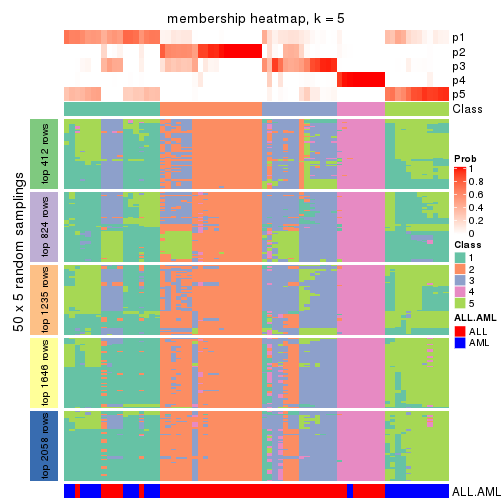 membership heatmap, k = 5
p1
p2
p3
p4
p5
Class
50 x 5 random samplings
top 412 rows
top 824 rows
top 1235 rows
top 1646 rows
top 2058 rows
Prob
1
0.8
0.6
0.4
0.2
0
Class
1
2
3
4
5
ALL.AML
ALL
AML
ALL.AML